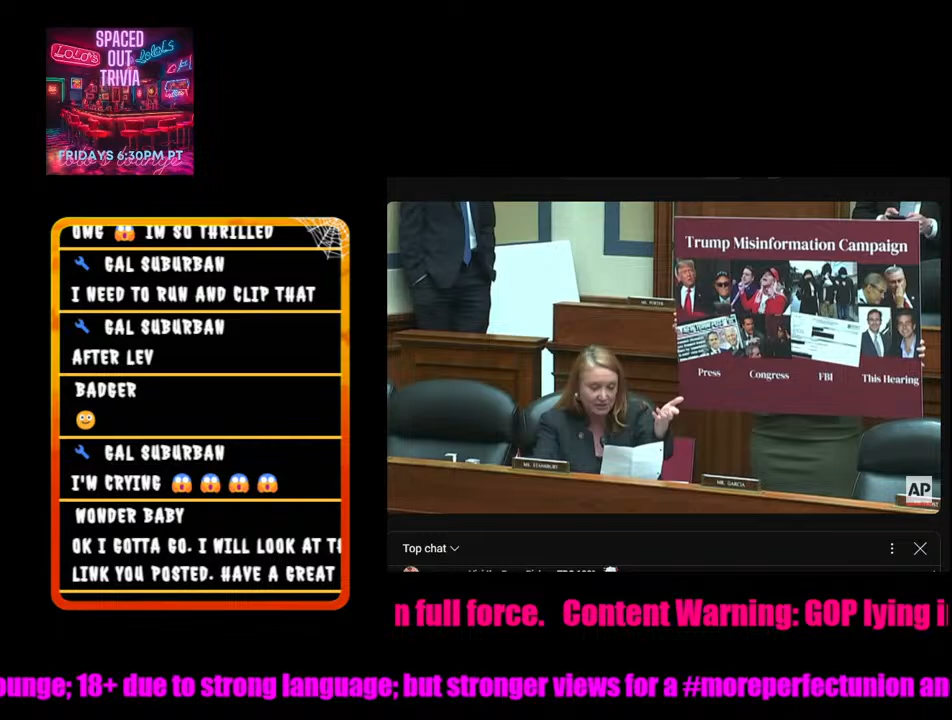 SPACED
OUT
TRIVIA
LOLO'S
LoLo's
FRIDAYS 6:30PM PT
lolo's lounge
OMG 😱 IM SO THRILLED
GAL SUBURBAN
I NEED TO RUN AND CLIP THAT
GAL SUBURBAN
AFTER LEV
BADGER
GAL SUBURBAN
I'M CRYING 😱 😱 😱 😱
WONDER BABY
OK I GOTTA GO. I WILL LOOK AT TH
LINK YOU POSTED. HAVE A GREAT
Trump Misinformation Campaign
Press Congress FBI This Hearing
MR. PORTER
MS. STANSBURY
MR. GARCIA
AP
Top chat
n full force. Content Warning: GOP lying i
ounge; 18+ due to strong language; but stronger views for a #moreperfectunion an